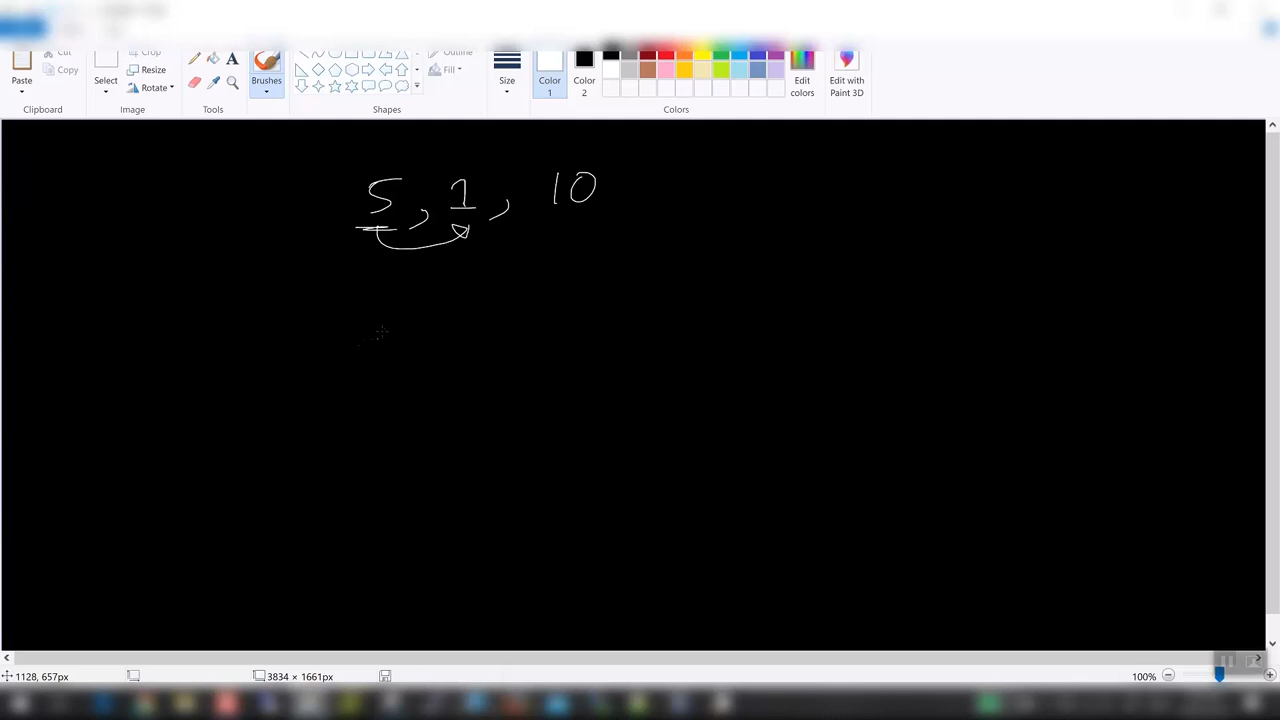 Cut
Copy
Paste
Clipboard
Crop
Resize
Rotate
Select
Image
Tools
Brushes
Outline
Fill
Shapes
Size
Color 1
Color 2
Edit colors
Edit with Paint 3D
Colors
5, 1, 10
1128, 657px
3834 × 1661px
100%